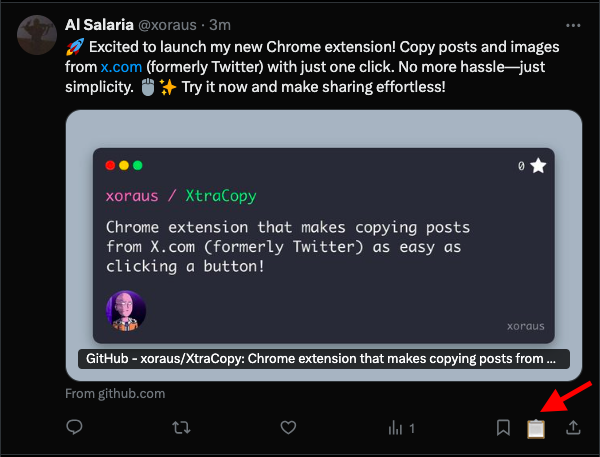 Al Salaria @xoraus · 3m
🚀 Excited to launch my new Chrome extension! Copy posts and images
from x.com (formerly Twitter) with just one click. No more hassle—just
simplicity. 🖱️✨ Try it now and make sharing effortless!
0
xoraus / XtraCopy
Chrome extension that makes copying posts
from X.com (formerly Twitter) as easy as
clicking a button!
xoraus
GitHub - xoraus/XtraCopy: Chrome extension that makes copying posts from ...
From github.com
1